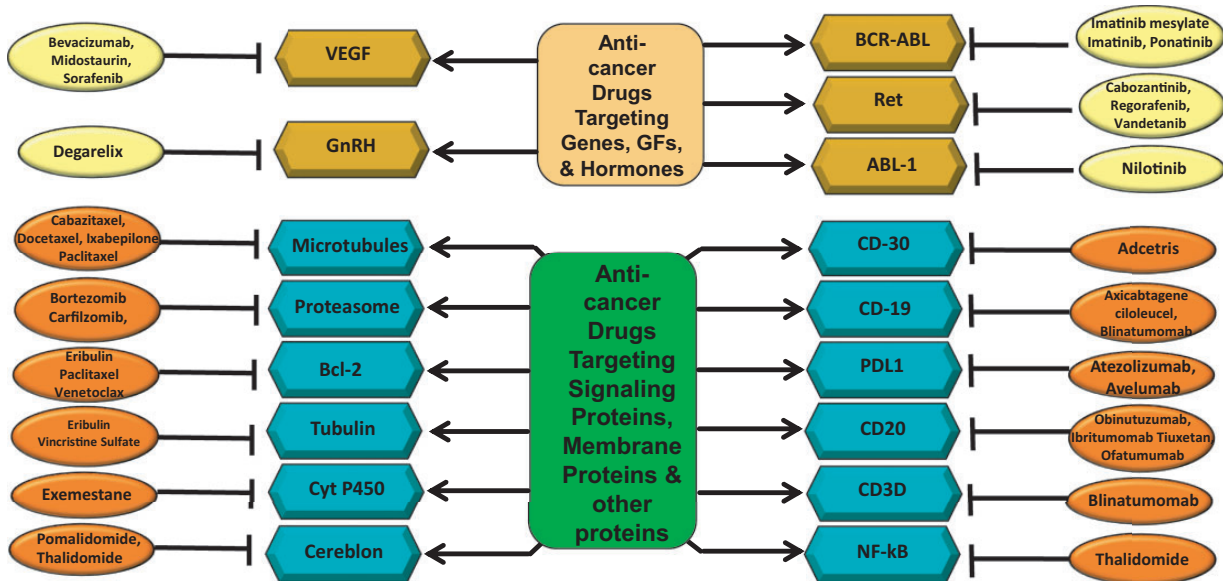 Bevacizumab,
Midostaurin,
Sorafenib
VEGF
Degarelix
GnRH
Anti-
cancer
Drugs
Targeting
Genes, GFs,
& Hormones
BCR-ABL
Imatinib mesylate
Imatinib, Ponatinib
Ret
Cabozantinib,
Regorafenib,
Vandetanib
ABL-1
Nilotinib
Cabazitaxel,
Docetaxel, Ixabepilone
Paclitaxel
Microtubules
Bortezomib
Carfilzomib,
Proteasome
Eribulin
Paclitaxel
Venetoclax
Bcl-2
Eribulin
Vincristine Sulfate
Tubulin
Exemestane
Cyt P450
Pomalidomide,
Thalidomide
Cereblon
Anti-
cancer
Drugs
Targeting
Signaling
Proteins,
Membrane
Proteins &
other
proteins
CD-30
Adcetris
CD-19
Axicabtagene
ciloleucel,
Blinatumomab
PDL1
Atezolizumab,
Avelumab
CD20
Obinutuzumab,
Ibritumomab Tiuxetan,
Ofatumumab
CD3D
Blinatumomab
NF-kB
Thalidomide